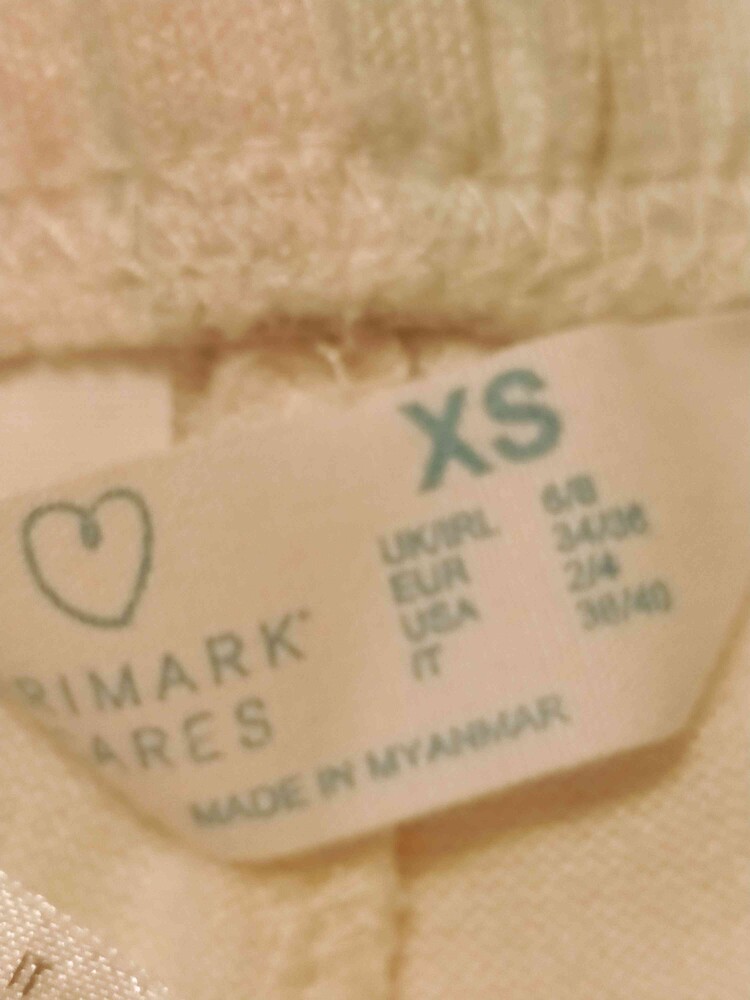 XS
UK/IRL 6/8
EUR 34/36
USA 2/4
IT 38/40
RIMARK
ARES
MADE IN MYANMAR
IT